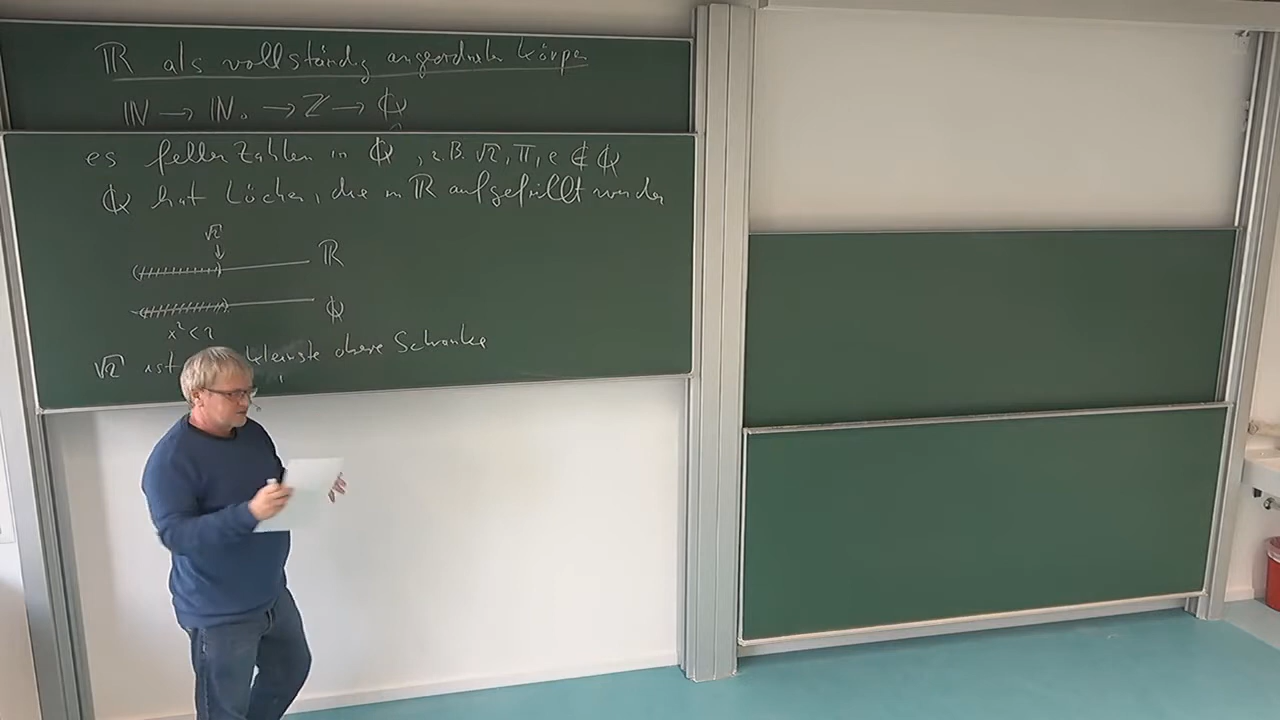 ℝ als vollständig angeordneter Körper
ℕ → ℕ₀ → ℤ → ℚ
es fehlen Zahlen in ℚ, z.B. √2, π, e ∉ ℚ
ℚ hat Löcher, die in ℝ aufgefüllt werden
√2
ℝ
ℚ
x² < 2
√2 ist kleinste obere Schranke